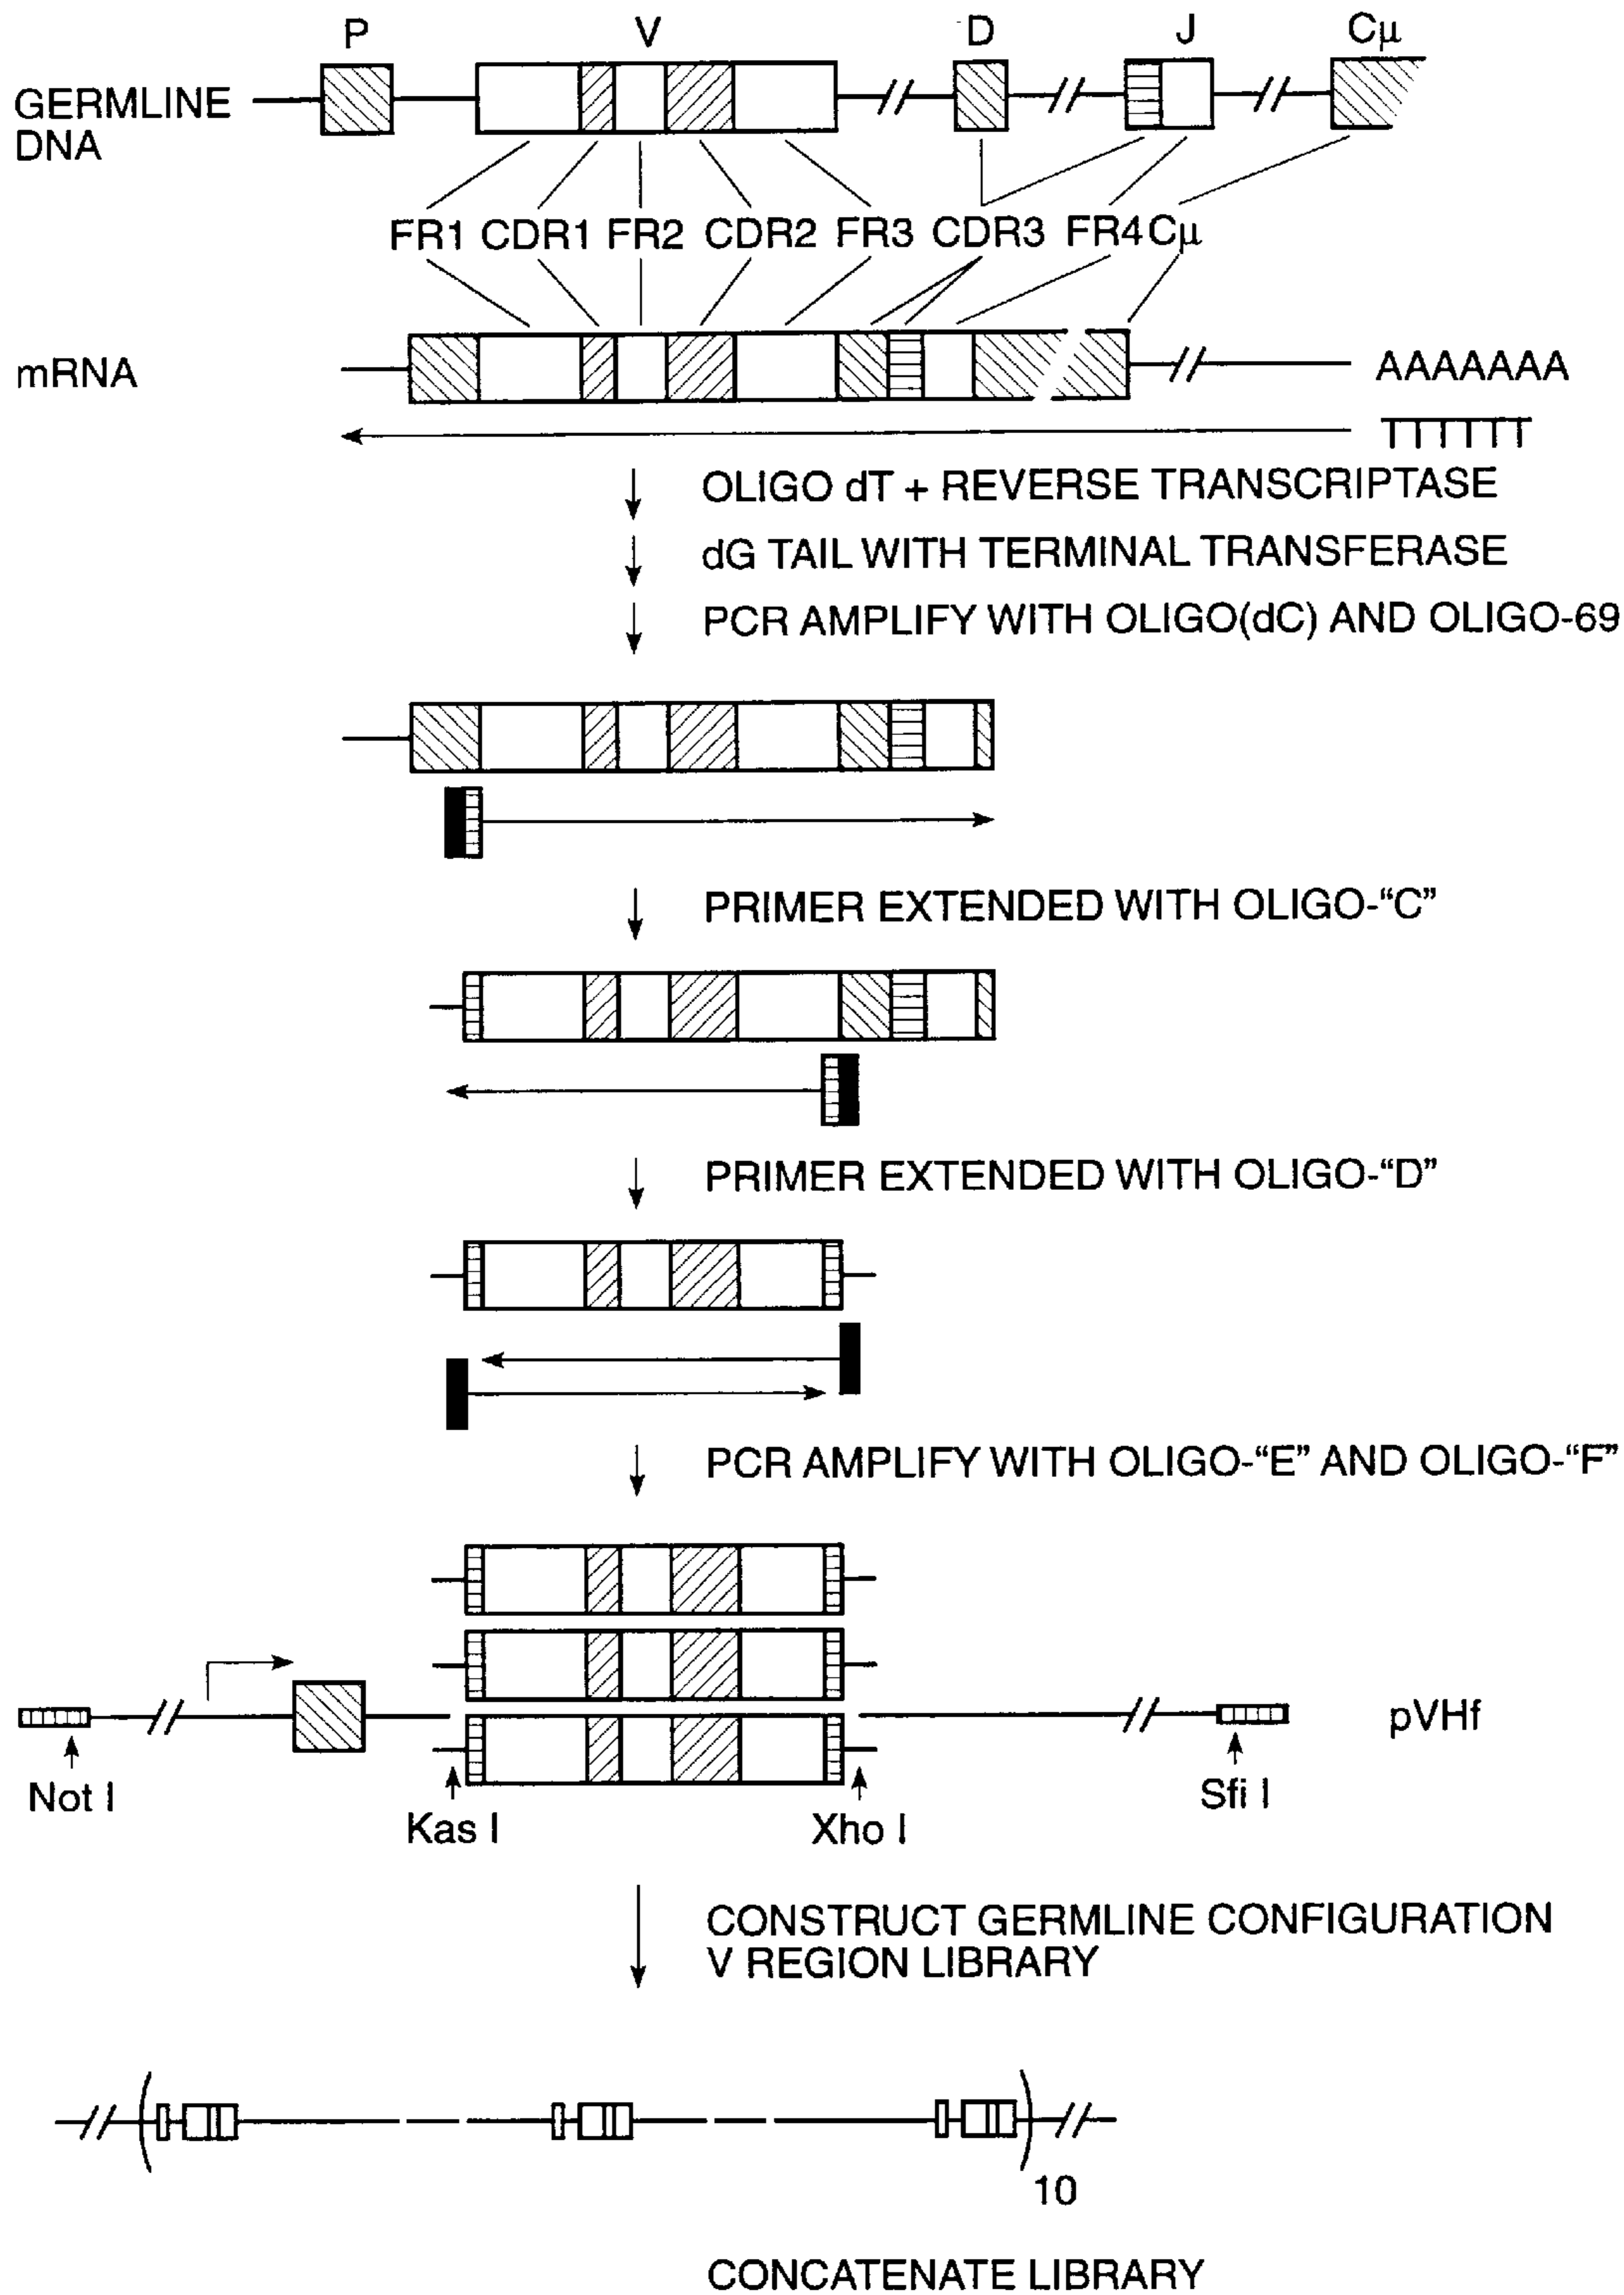 P V D J Cμ
GERMLINE
DNA
FR1 CDR1 FR2 CDR2 FR3 CDR3 FR4 Cμ
mRNA
AAAAAAA
TTTTTT
OLIGO dT + REVERSE TRANSCRIPTASE
dG TAIL WITH TERMINAL TRANSFERASE
PCR AMPLIFY WITH OLIGO(dC) AND OLIGO-69
PRIMER EXTENDED WITH OLIGO-“C”
PRIMER EXTENDED WITH OLIGO-“D”
PCR AMPLIFY WITH OLIGO-“E” AND OLIGO-“F”
pVHf
Not I
Kas I
Xho I
Sfi I
CONSTRUCT GERMLINE CONFIGURATION
V REGION LIBRARY
10
CONCATENATE LIBRARY